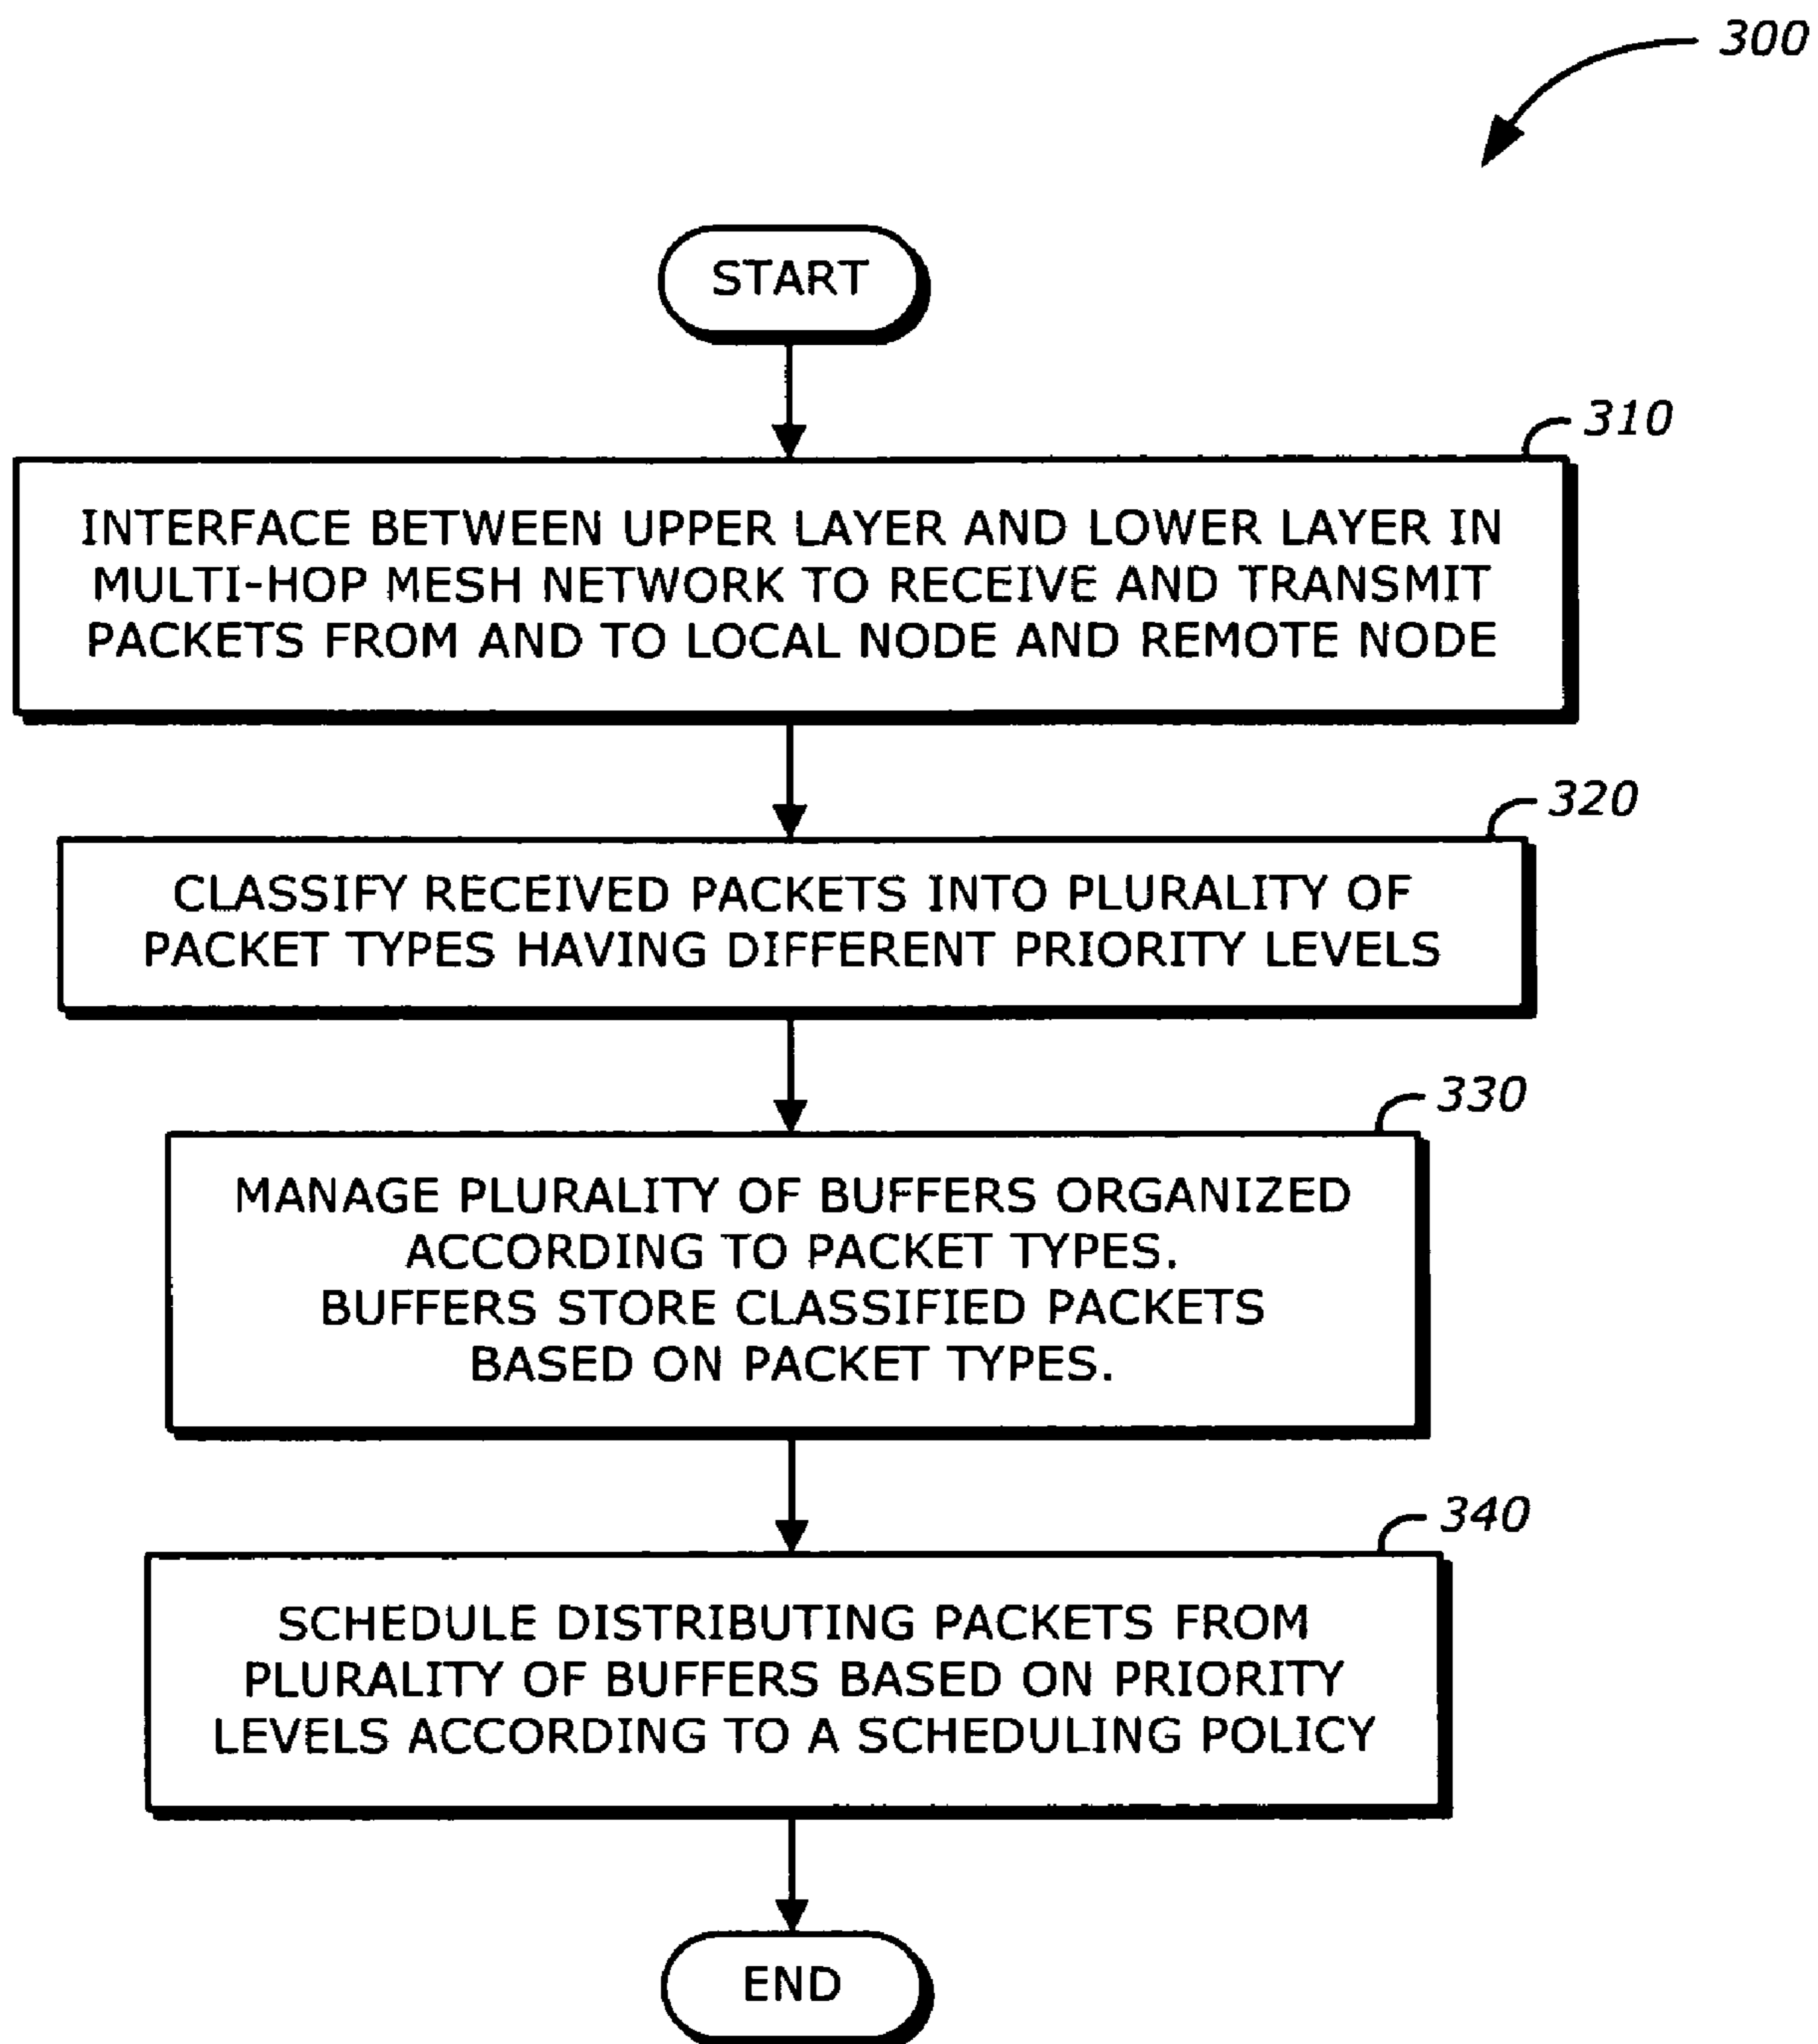 300
START
310
INTERFACE BETWEEN UPPER LAYER AND LOWER LAYER IN
MULTI-HOP MESH NETWORK TO RECEIVE AND TRANSMIT
PACKETS FROM AND TO LOCAL NODE AND REMOTE NODE
320
CLASSIFY RECEIVED PACKETS INTO PLURALITY OF
PACKET TYPES HAVING DIFFERENT PRIORITY LEVELS
330
MANAGE PLURALITY OF BUFFERS ORGANIZED
ACCORDING TO PACKET TYPES.
BUFFERS STORE CLASSIFIED PACKETS
BASED ON PACKET TYPES.
340
SCHEDULE DISTRIBUTING PACKETS FROM
PLURALITY OF BUFFERS BASED ON PRIORITY
LEVELS ACCORDING TO A SCHEDULING POLICY
END